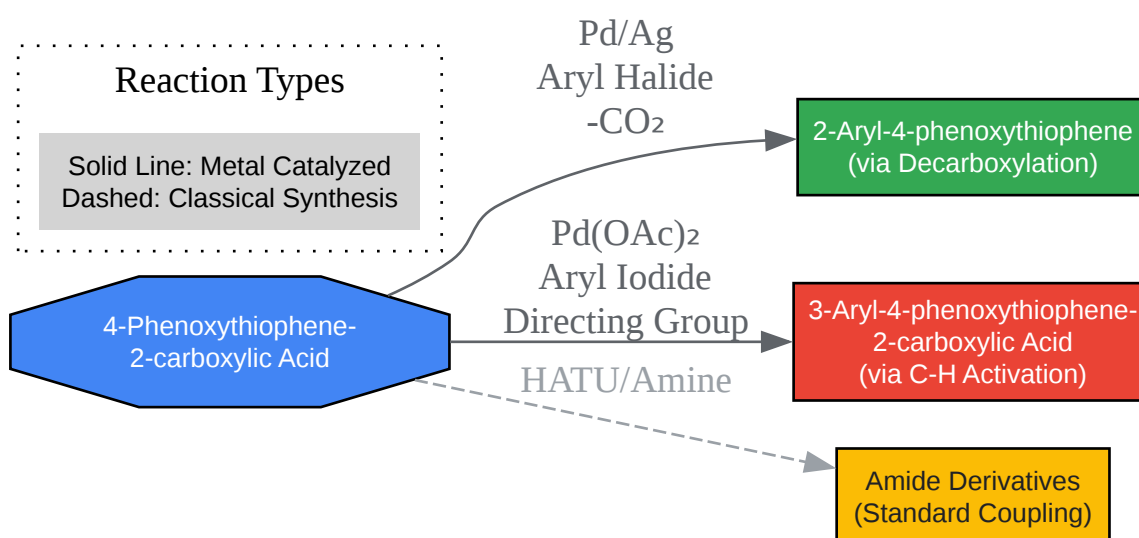 Reaction Types
Solid Line: Metal Catalyzed
Dashed: Classical Synthesis
4-Phenoxythiophene-
2-carboxylic Acid
Pd/Ag
Aryl Halide
-CO₂
Pd(OAc)₂
Aryl Iodide
Directing Group
HATU/Amine
2-Aryl-4-phenoxythiophene
(via Decarboxylation)
3-Aryl-4-phenoxythiophene-
2-carboxylic Acid
(via C-H Activation)
Amide Derivatives
(Standard Coupling)